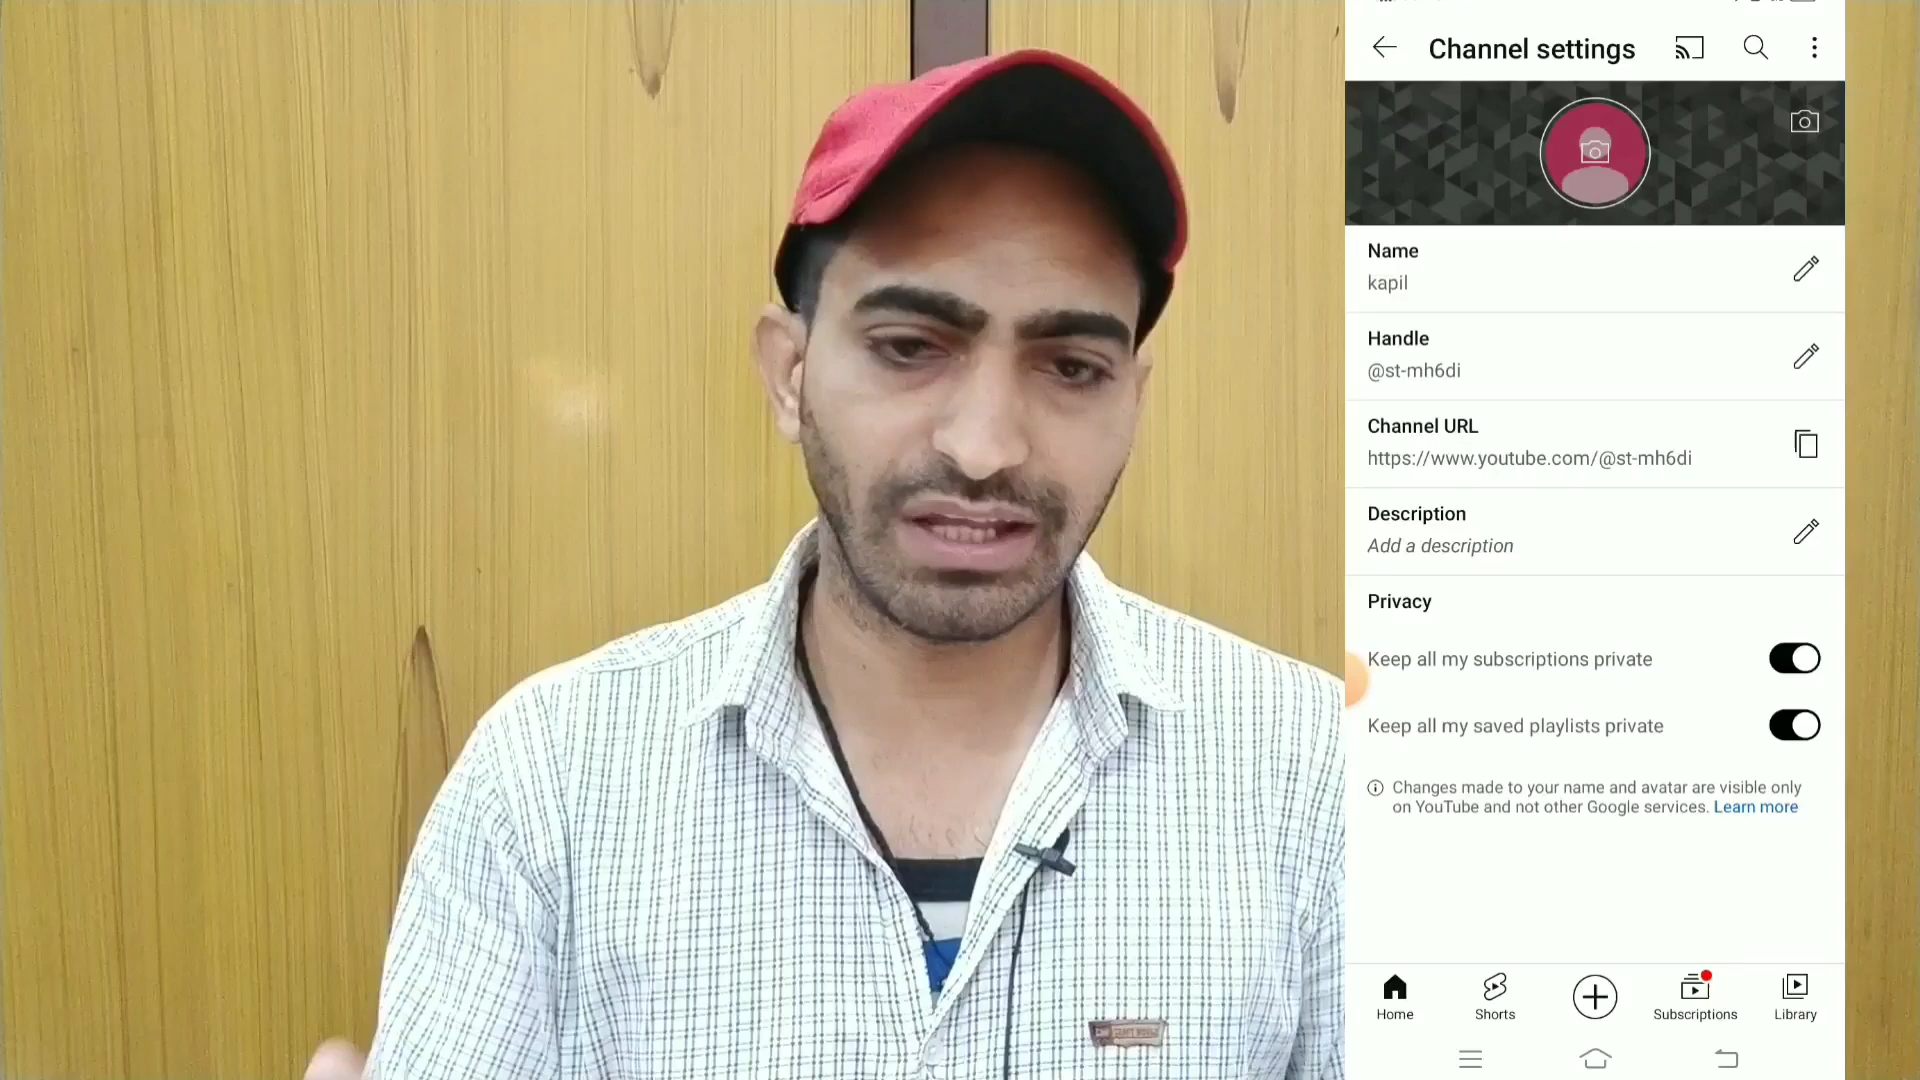 Channel settings
Name
kapil
Handle
@st-mh6di
Channel URL
https://www.youtube.com/@st-mh6di
Description
Add a description
Privacy
Keep all my subscriptions private
Keep all my saved playlists private
Changes made to your name and avatar are visible only
on YouTube and not other Google services. Learn more
Home
Shorts
Subscriptions
Library